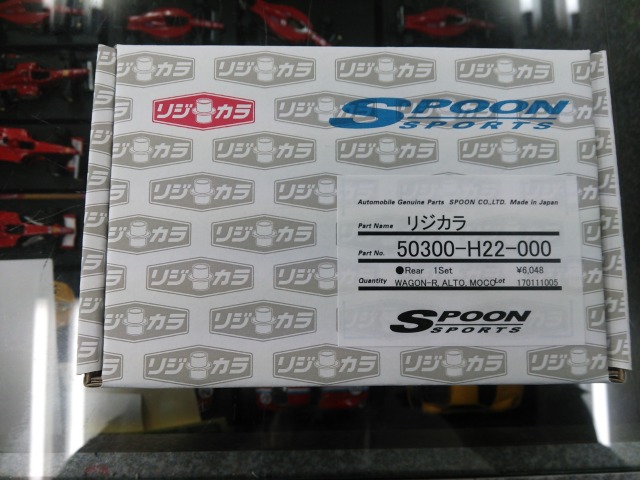 リジカラ
SPOON
SPORTS
Automobile Genuine Parts SPOON CO.,LTD. Made in Japan
Part Name リジカラ
Part No. 50300-H22-000
●Rear 1Set ¥6,048
Quantity WAGON-R, ALTO, MOCO Lot 170111005
SPOON
SPORTS